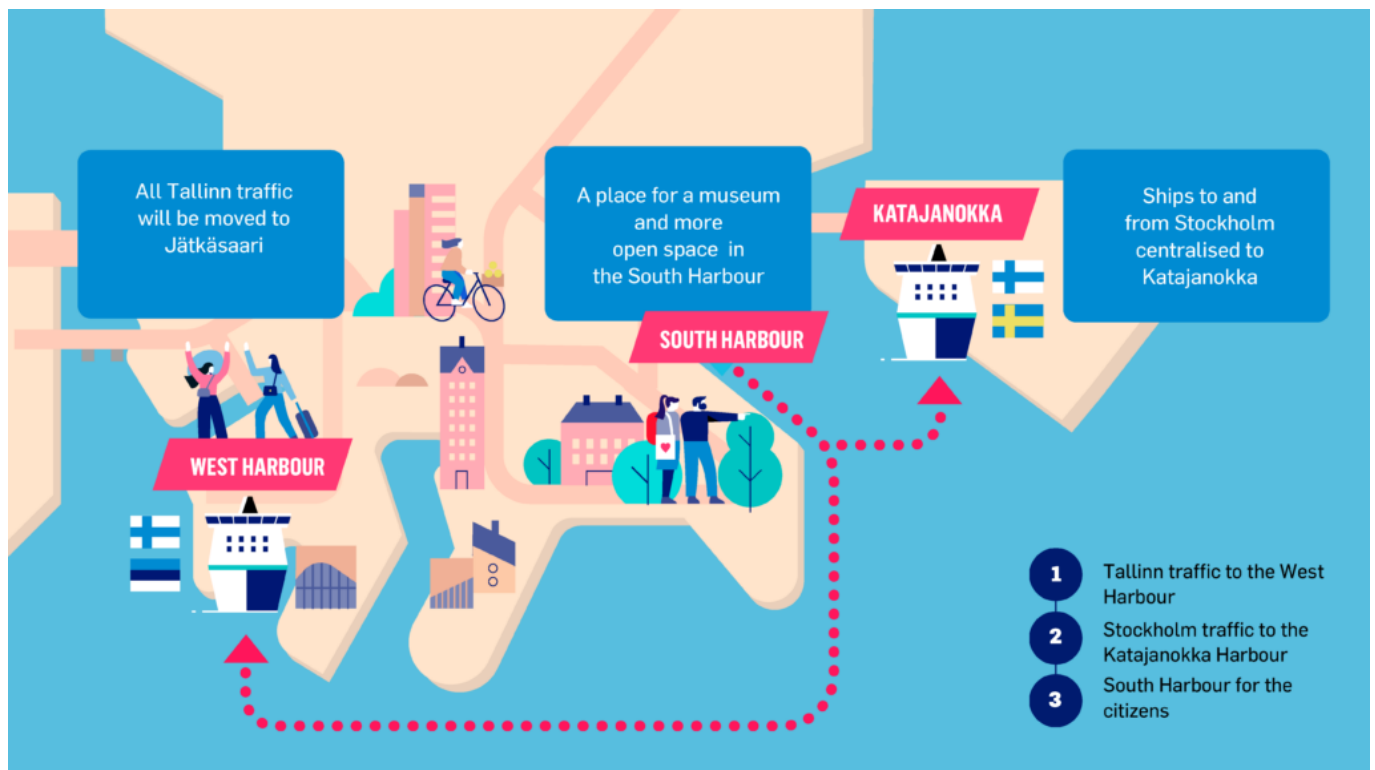 All Tallinn traffic
will be moved to
Jätkäsaari
A place for a museum
and more
open space in
the South Harbour
KATAJANOKKA
Ships to and
from Stockholm
centralised to
Katajanokka
SOUTH HARBOUR
WEST HARBOUR
1
Tallinn traffic to the West
Harbour
2
Stockholm traffic to the
Katajanokka Harbour
3
South Harbour for the
citizens